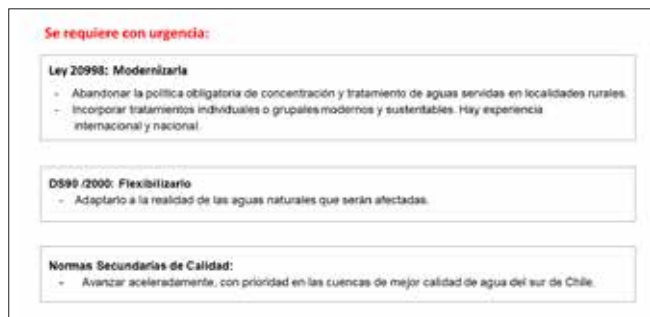 Se requiere con urgencia:
Ley 20998: Modernizarla
- Abandonar la política obligatoria de concentración y tratamiento de aguas servidas en localidades rurales.
- Incorporar tratamientos individuales o grupales modernos y sustentables. Hay experiencia
internacional y nacional.
DS90 /2000: Flexibilizarlo
- Adaptarlo a la realidad de las aguas naturales que serán afectadas.
Normas Secundarias de Calidad:
- Avanzar aceleradamente, con prioridad en las cuencas de mejor calidad de agua del sur de Chile.